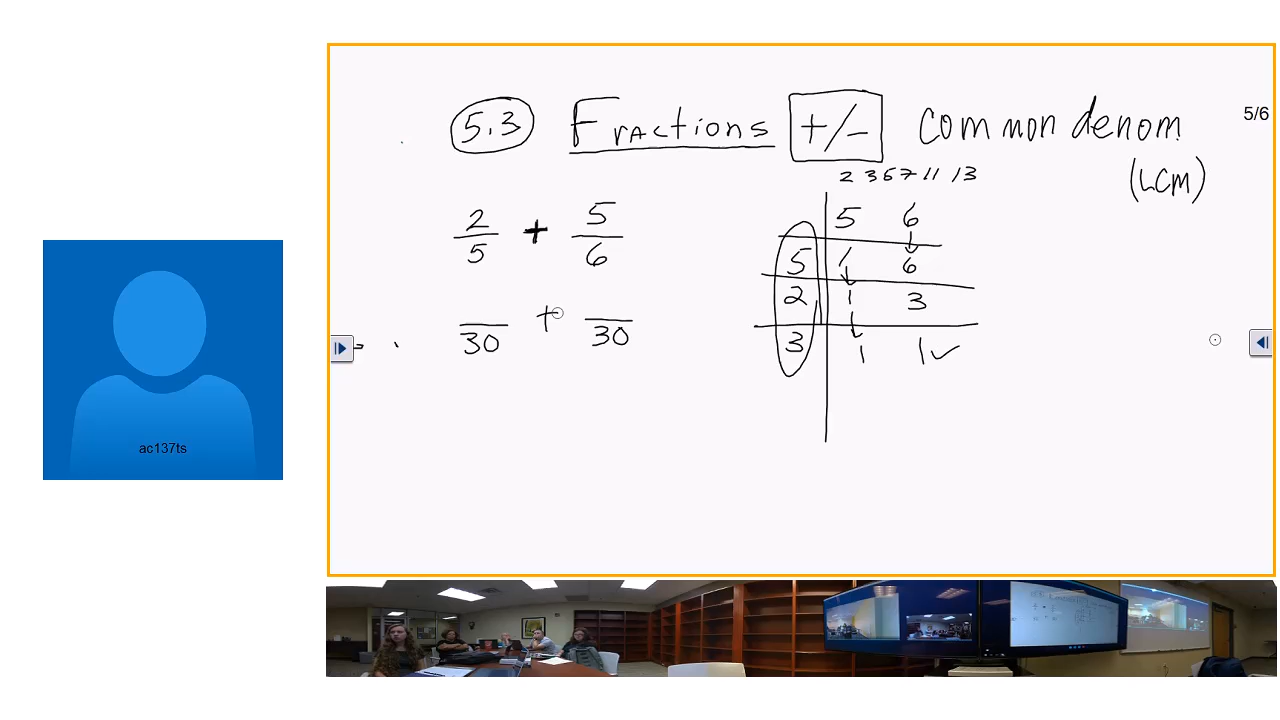 5.3 Fractions +/- common denom.
5/6
(LCM)
2 3 5 7 11 13
2/5 + 5/6
5 6
5 1 6
2 1 3
3 1 1✓
/30 + /30
ac137ts